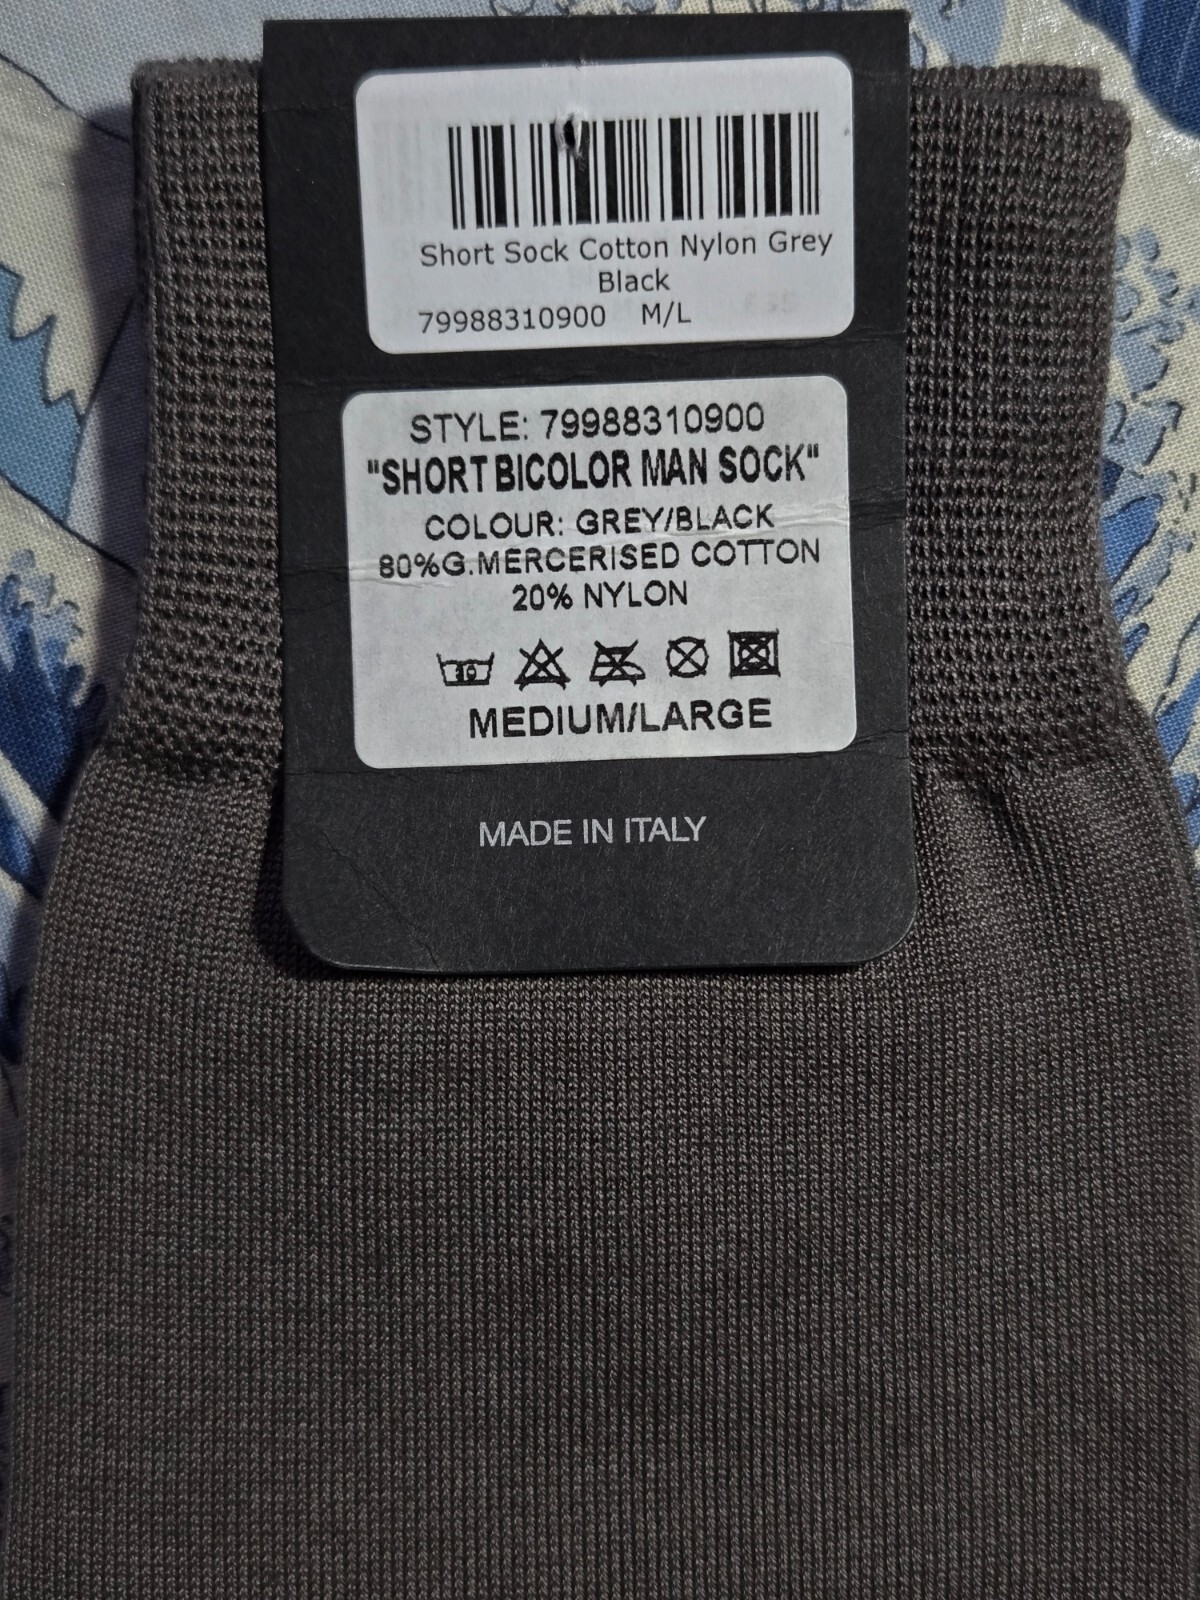 Short Sock Cotton Nylon Grey
Black
79988310900 M/L
STYLE: 79988310900
"SHORT BICOLOR MAN SOCK"
COLOUR: GREY/BLACK
80%G.MERCERISED COTTON
20% NYLON
MEDIUM/LARGE
MADE IN ITALY